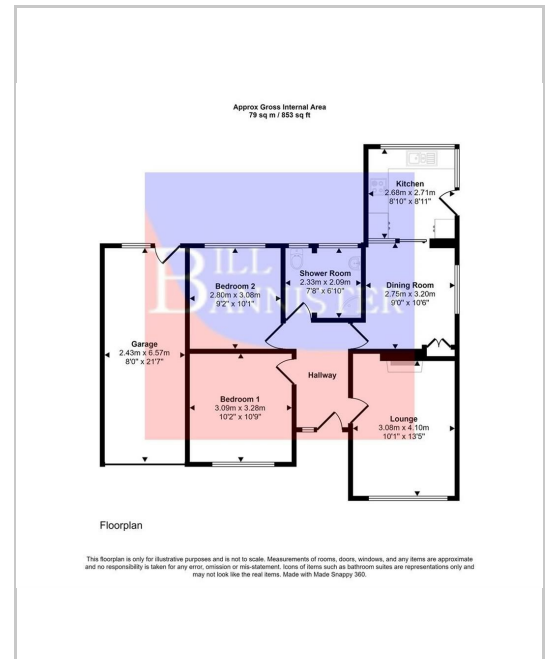 Approx Gross Internal Area
79 sq m / 853 sq ft
Kitchen
2.68m x 2.71m
8'10" x 8'11"
BILL
BANNISTER
Bedroom 2
2.80m x 3.08m
9'2" x 10'1"
Shower Room
2.33m x 2.09m
7'8" x 6'10"
Dining Room
2.75m x 3.20m
9'0" x 10'6"
Garage
2.43m x 6.57m
8'0" x 21'7"
Hallway
Bedroom 1
3.09m x 3.28m
10'2" x 10'9"
Lounge
3.08m x 4.10m
10'1" x 13'5"
Floorplan
This floorplan is only for illustrative purposes and is not to scale. Measurements of rooms, doors, windows, and any items are approximate
and no responsibility is taken for any error, omission or mis-statement. Icons of items such as bathroom suites are representations only and
may not look like the real items. Made with Made Snappy 360.